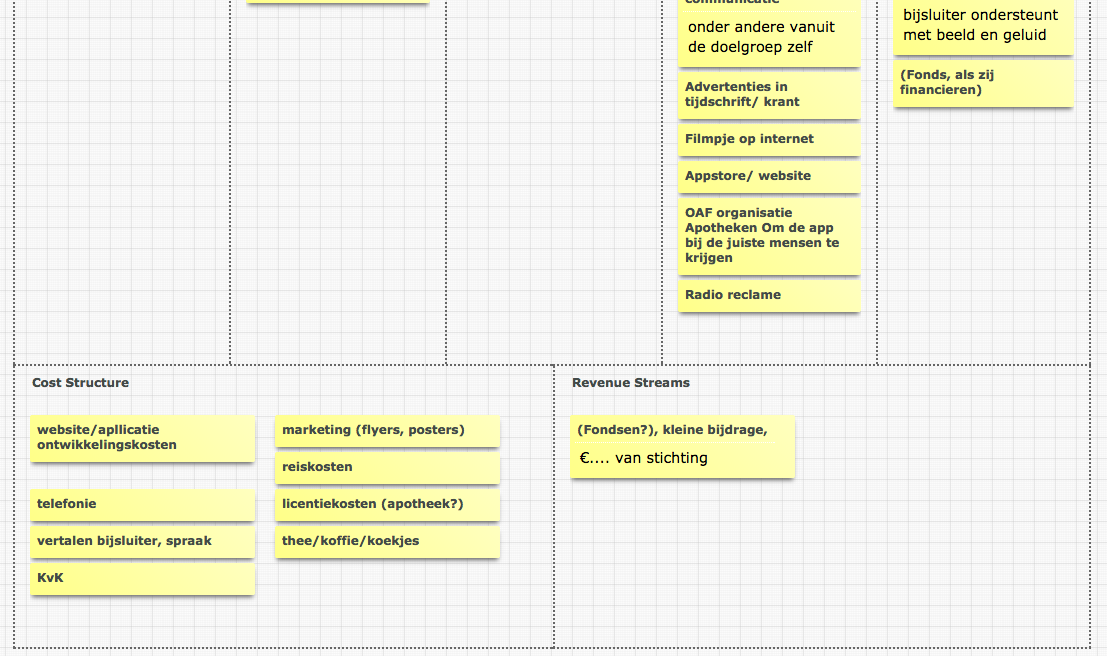 communicatie
onder andere vanuit
de doelgroep zelf
Advertenties in
tijdschrift/ krant
Filmpje op internet
Appstore/ website
OAF organisatie
Apotheken Om de app
bij de juiste mensen te
krijgen
Radio reclame
bijsluiter ondersteunt
met beeld en geluid
(Fonds, als zij
financieren)
Cost Structure
website/apllicatie
ontwikkelingskosten
telefonie
vertalen bijsluiter, spraak
KvK
marketing (flyers, posters)
reiskosten
licentiekosten (apotheek?)
thee/koffie/koekjes
Revenue Streams
(Fondsen?), kleine bijdrage,
€.... van stichting